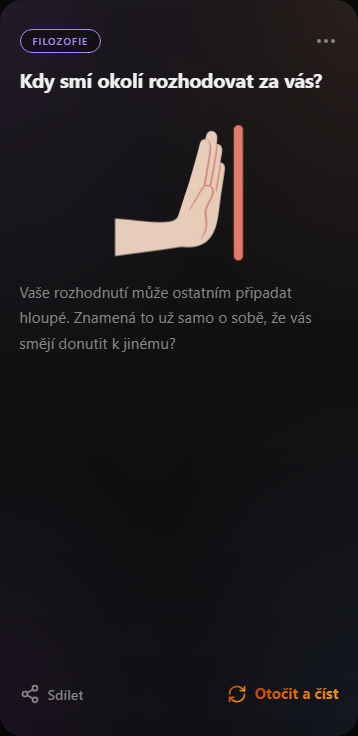 FILOZOFIE
Kdy smí okolí rozhodovat za vás?
Vaše rozhodnutí může ostatním připadat
hloupé. Znamená to už samo o sobě, že vás
smějí donutit k jinému?
Sdílet
Otočit a číst